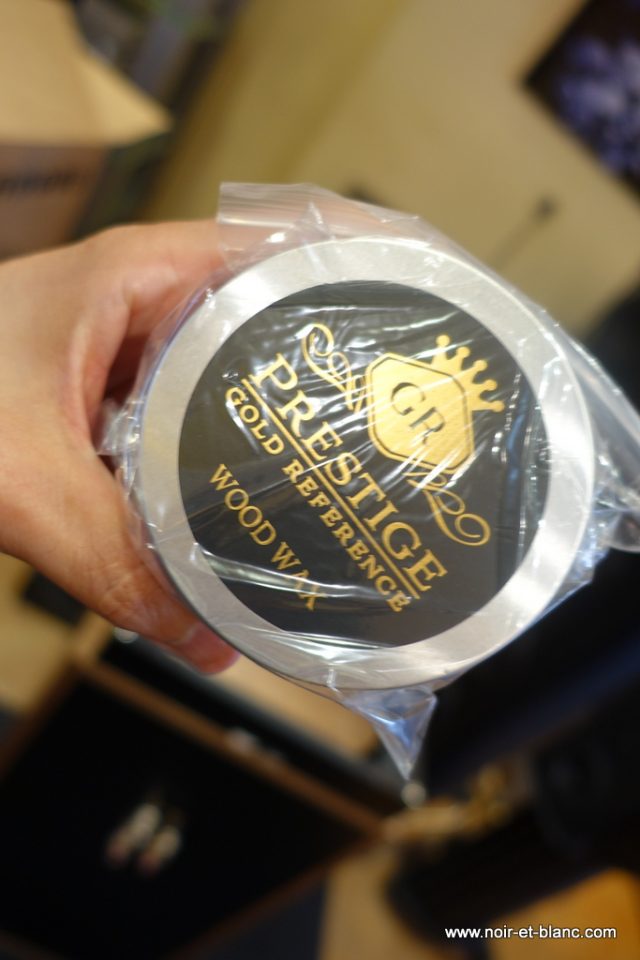 GR
PRESTIGE
GOLD REFERENCE
WOOD WAX
www.noir-et-blanc.com